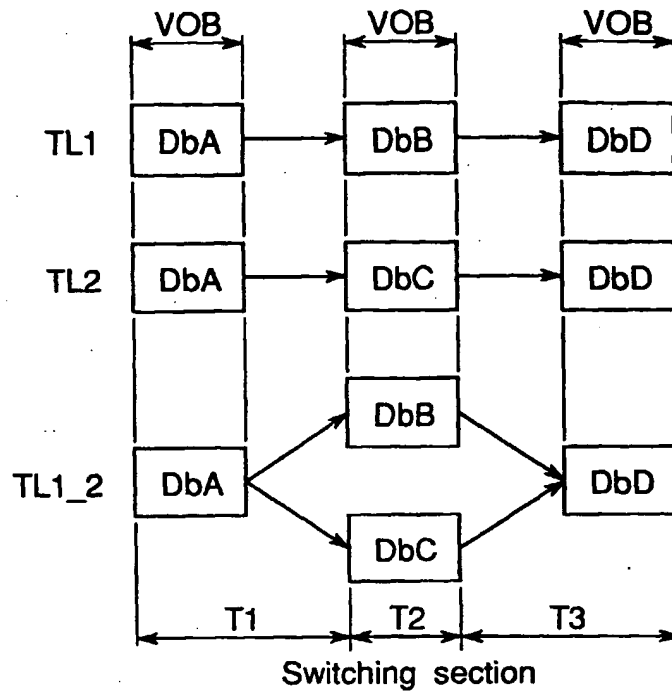 VOB VOB VOB
TL1 DbA DbB DbD
TL2 DbA DbC DbD
DbB
TL1_2 DbA DbD
DbC
T1 T2 T3
Switching section